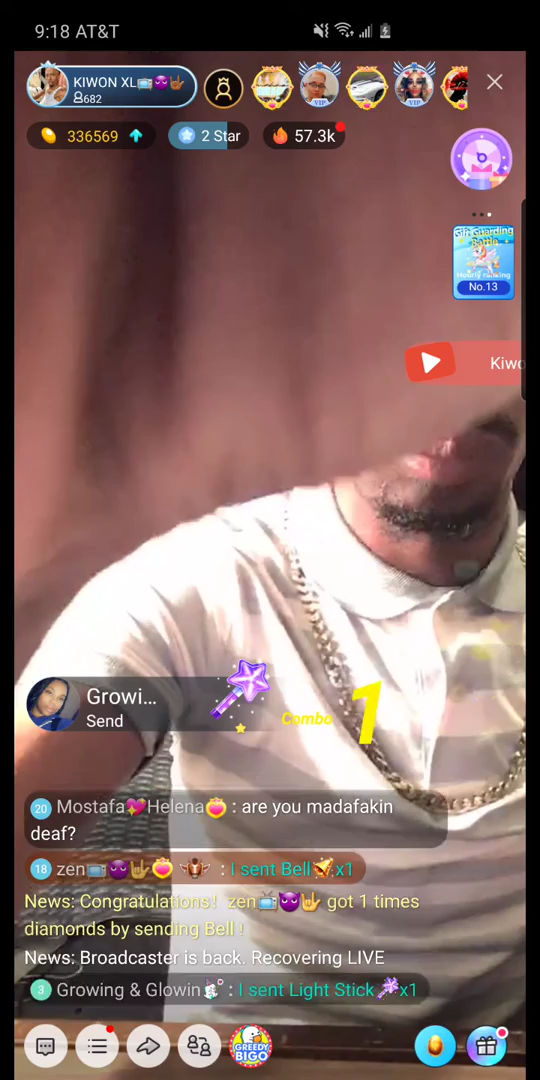 9:18 AT&T
KIWON XL📺😈🤘🏾
682
VIP
VIP
336569
2 Star
57.3k
Gift Guarding
Battle
Hourly ranking
No.13
Kiwo
Growi...
Send
Combo 1
20 Mostafa💖Helena💍 : are you madafakin
deaf?
18 zen📺😈🤟💍 : I sent Bell x1
News: Congratulations! zen📺😈🤟 got 1 times
diamonds by sending Bell !
News: Broadcaster is back. Recovering LIVE
3 Growing & Glowin : I sent Light Stick x1
GREEDY
BIGO